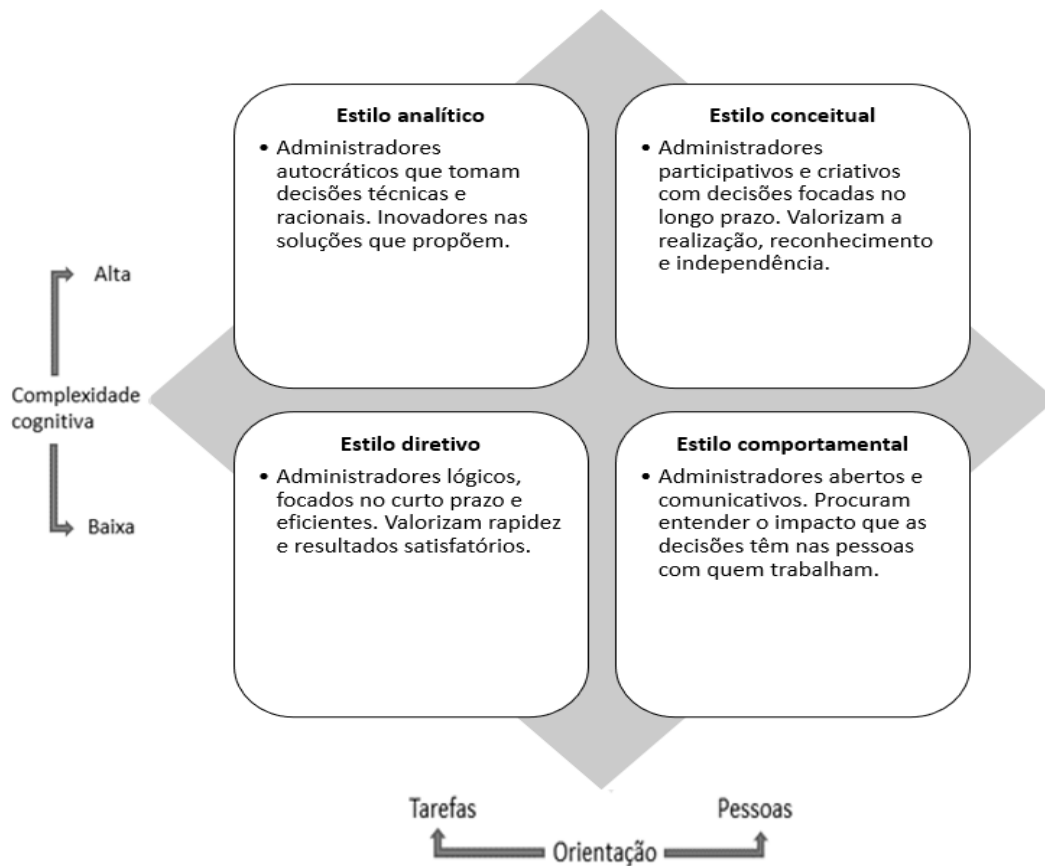 Estilo analítico
• Administradores
autocráticos que tomam
decisões técnicas e
racionais. Inovadores nas
soluções que propõem.
Estilo conceitual
• Administradores
participativos e criativos
com decisões focadas no
longo prazo. Valorizam a
realização, reconhecimento
e independência.
Alta
Complexidade
cognitiva
Baixa
Estilo diretivo
• Administradores lógicos,
focados no curto prazo e
eficientes. Valorizam rapidez
e resultados satisfatórios.
Estilo comportamental
• Administradores abertos e
comunicativos. Procuram
entender o impacto que as
decisões têm nas pessoas
com quem trabalham.
Tarefas
Pessoas
Orientação